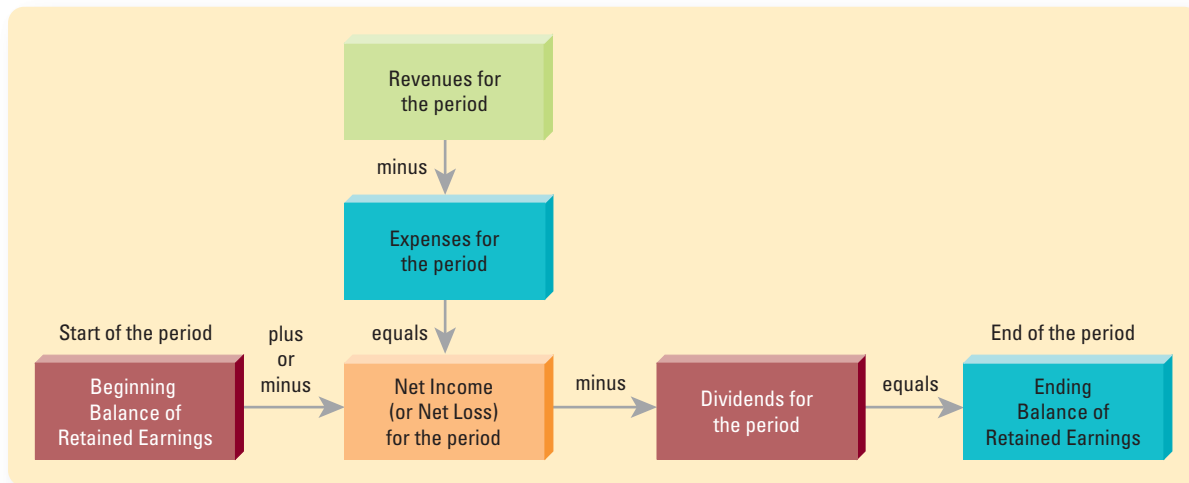 Revenues for
the period
minus
Expenses for
the period
equals
Start of the period
Beginning
Balance of
Retained Earnings
plus
or
minus
Net Income
(or Net Loss)
for the period
minus
Dividends for
the period
equals
End of the period
Ending
Balance of
Retained Earnings